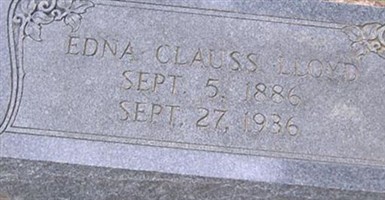 EDNA CLAUSS LLOYD
SEPT. 5, 1886
SEPT. 27, 1936